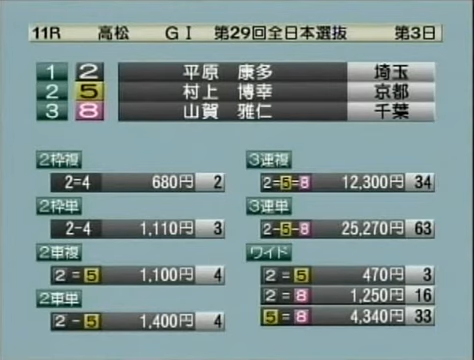 11R 高松 GⅠ 第29回全日本選抜 第3日
1 2 平原 康多 埼玉
2 5 村上 博幸 京都
3 8 山賀 雅仁 千葉
2枠複
2=4 680円 2
2枠単
2-4 1,110円 3
2車複
2=5 1,100円 4
2車単
2-5 1,400円 4
3連複
2=5=8 12,300円 34
3連単
2-5-8 25,270円 63
ワイド
2=5 470円 3
2=8 1,250円 16
5=8 4,340円 33